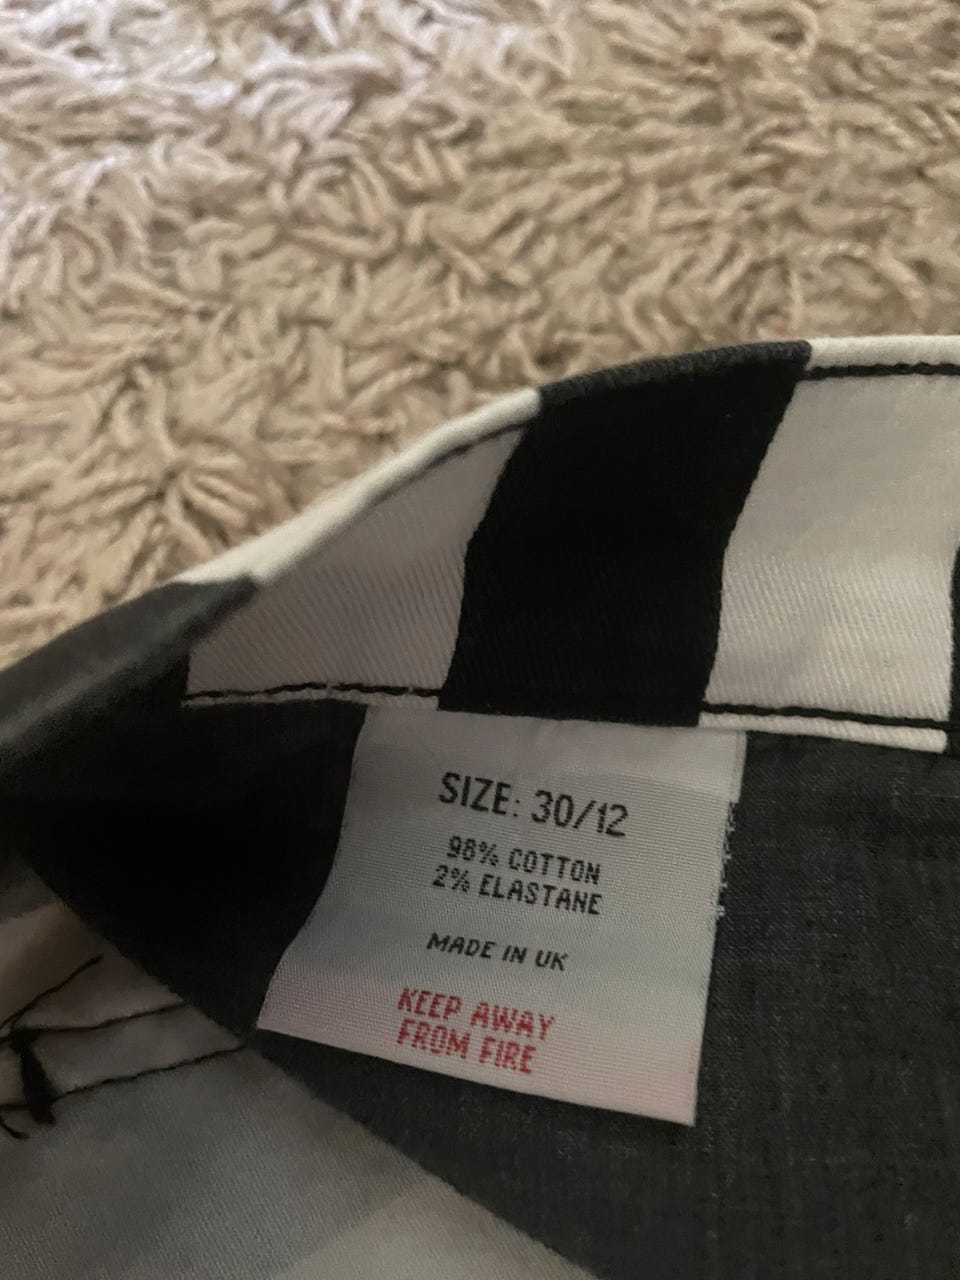 SIZE: 30/12
98% COTTON
2% ELASTANE
MADE IN UK
KEEP AWAY
FROM FIRE